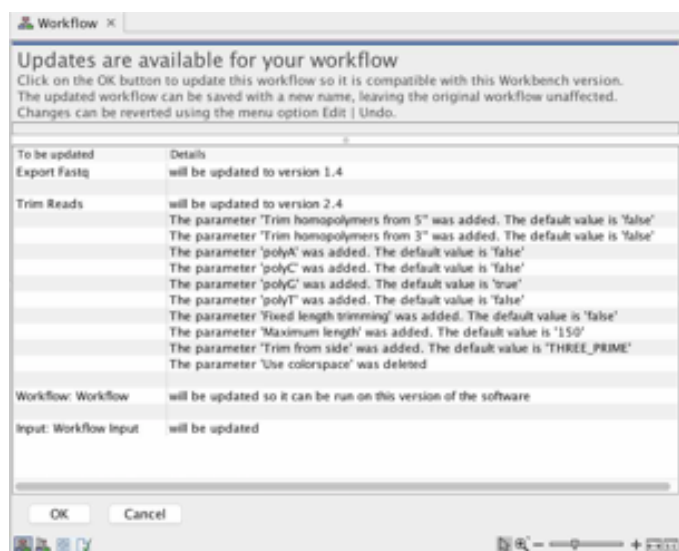 Workflow ×
Updates are available for your workflow
Click on the OK button to update this workflow so it is compatible with this Workbench version.
The updated workflow can be saved with a new name, leaving the original workflow unaffected.
Changes can be reverted using the menu option Edit | Undo.
To be updated Details
Export Fastq will be updated to version 1.4
Trim Reads will be updated to version 2.4
The parameter 'Trim homopolymers from 5'' was added. The default value is 'false'
The parameter 'Trim homopolymers from 3'' was added. The default value is 'false'
The parameter 'polyA' was added. The default value is 'false'
The parameter 'polyC' was added. The default value is 'false'
The parameter 'polyG' was added. The default value is 'true'
The parameter 'polyT' was added. The default value is 'false'
The parameter 'Fixed length trimming' was added. The default value is 'false'
The parameter 'Maximum length' was added. The default value is '150'
The parameter 'Trim from side' was added. The default value is 'THREE_PRIME'
The parameter 'Use colorspace' was deleted
Workflow: Workflow will be updated so it can be run on this version of the software
Input: Workflow Input will be updated
OK Cancel